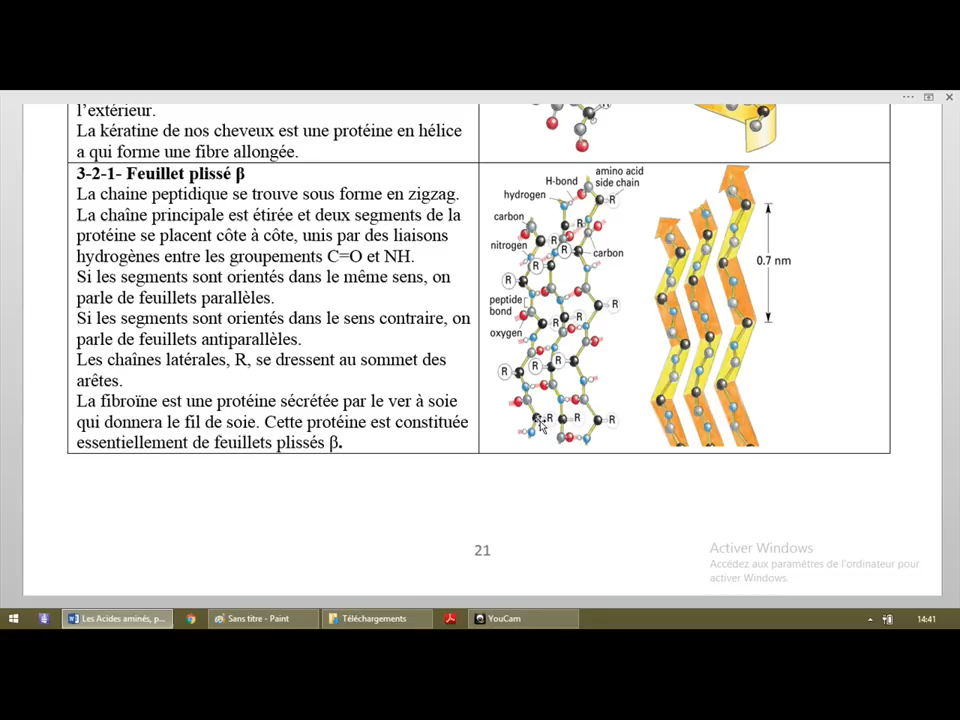 l'extérieur.
La kératine de nos cheveux est une protéine en hélice
a qui forme une fibre allongée.
3-2-1- Feuillet plissé β
La chaine peptidique se trouve sous forme en zigzag.
La chaîne principale est étirée et deux segments de la
protéine se placent côte à côte, unis par des liaisons
hydrogènes entre les groupements C=O et NH.
Si les segments sont orientés dans le même sens, on
parle de feuillets parallèles.
Si les segments sont orientés dans le sens contraire, on
parle de feuillets antiparallèles.
Les chaînes latérales, R, se dressent au sommet des
arêtes.
La fibroïne est une protéine sécrétée par le ver à soie
qui donnera le fil de soie. Cette protéine est constituée
essentiellement de feuillets plissés β.
amino acid
side chain
H-bond
hydrogen
R
carbon
R
R
nitrogen
R
carbon
R
R
peptide
bond
R
R
R
oxygen
R
R
R
R
R
R
0.7 nm
21
Activer Windows
Accédez aux paramètres de l'ordinateur pour
activer Windows.
Les Acides aminés, p...
Sans titre - Paint
Téléchargements
YouCam
14:41